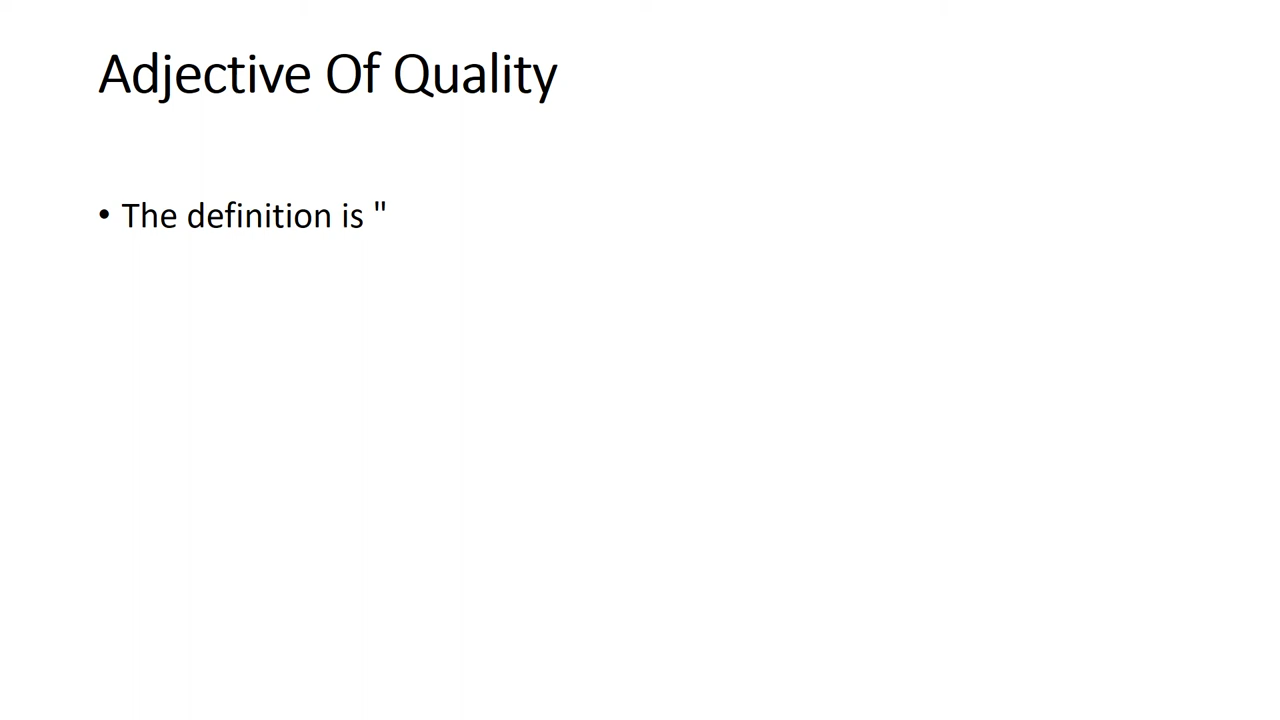 Adjective Of Quality
• The definition is "